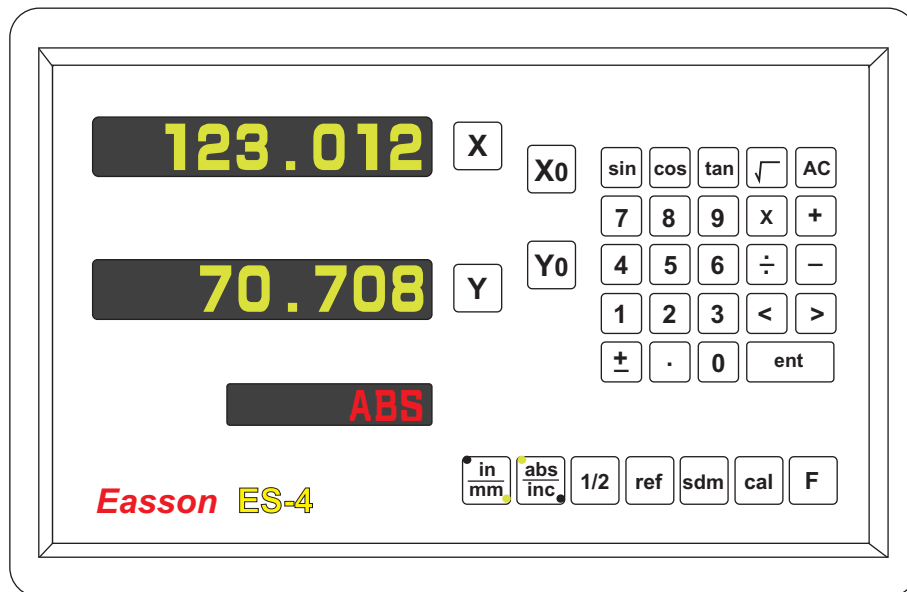 123.012 X X0
sin cos tan √ AC
7 8 9 x +
70.708 Y Y0
4 5 6 ÷ −
1 2 3 < >
± . 0 ent
ABS
in/mm abs/inc 1/2 ref sdm cal F
Easson ES-4